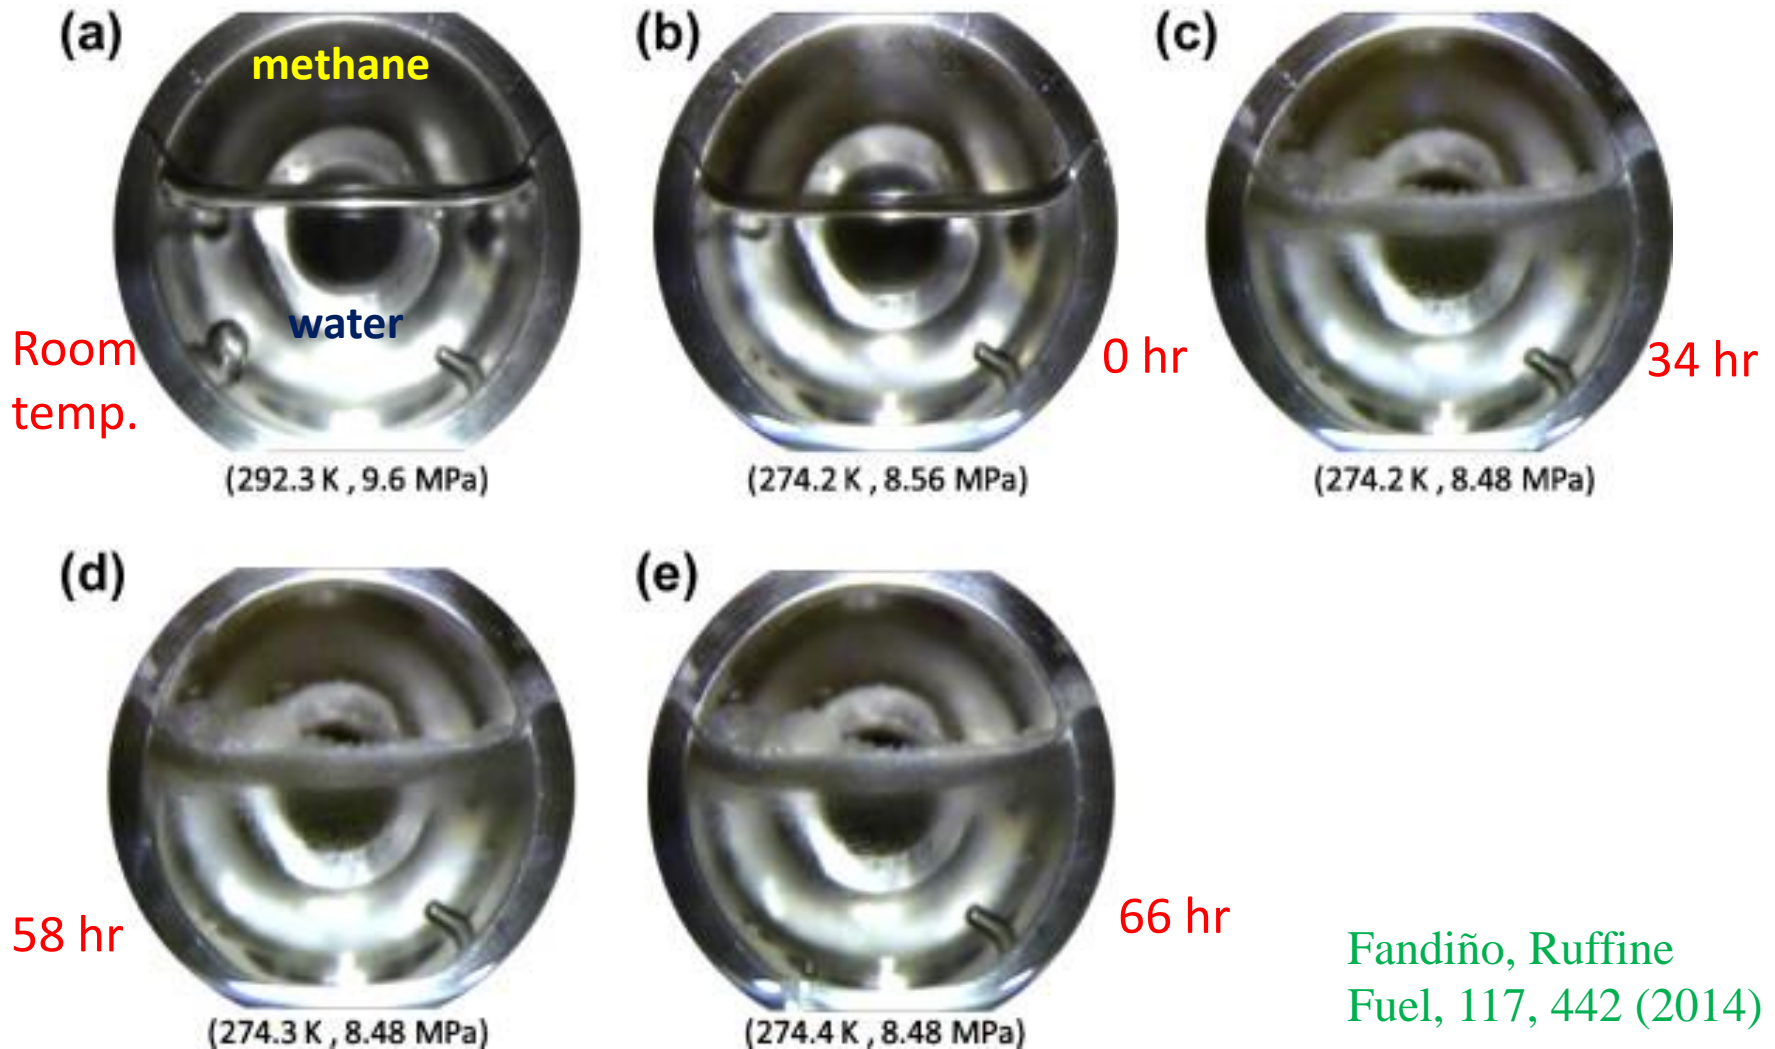 (a)
methane
water
Room
temp.
(292.3 K , 9.6 MPa)
(b)
0 hr
(274.2 K , 8.56 MPa)
(c)
34 hr
(274.2 K , 8.48 MPa)
(d)
58 hr
(274.3 K , 8.48 MPa)
(e)
66 hr
(274.4 K , 8.48 MPa)
Fandiño, Ruffine
Fuel, 117, 442 (2014)